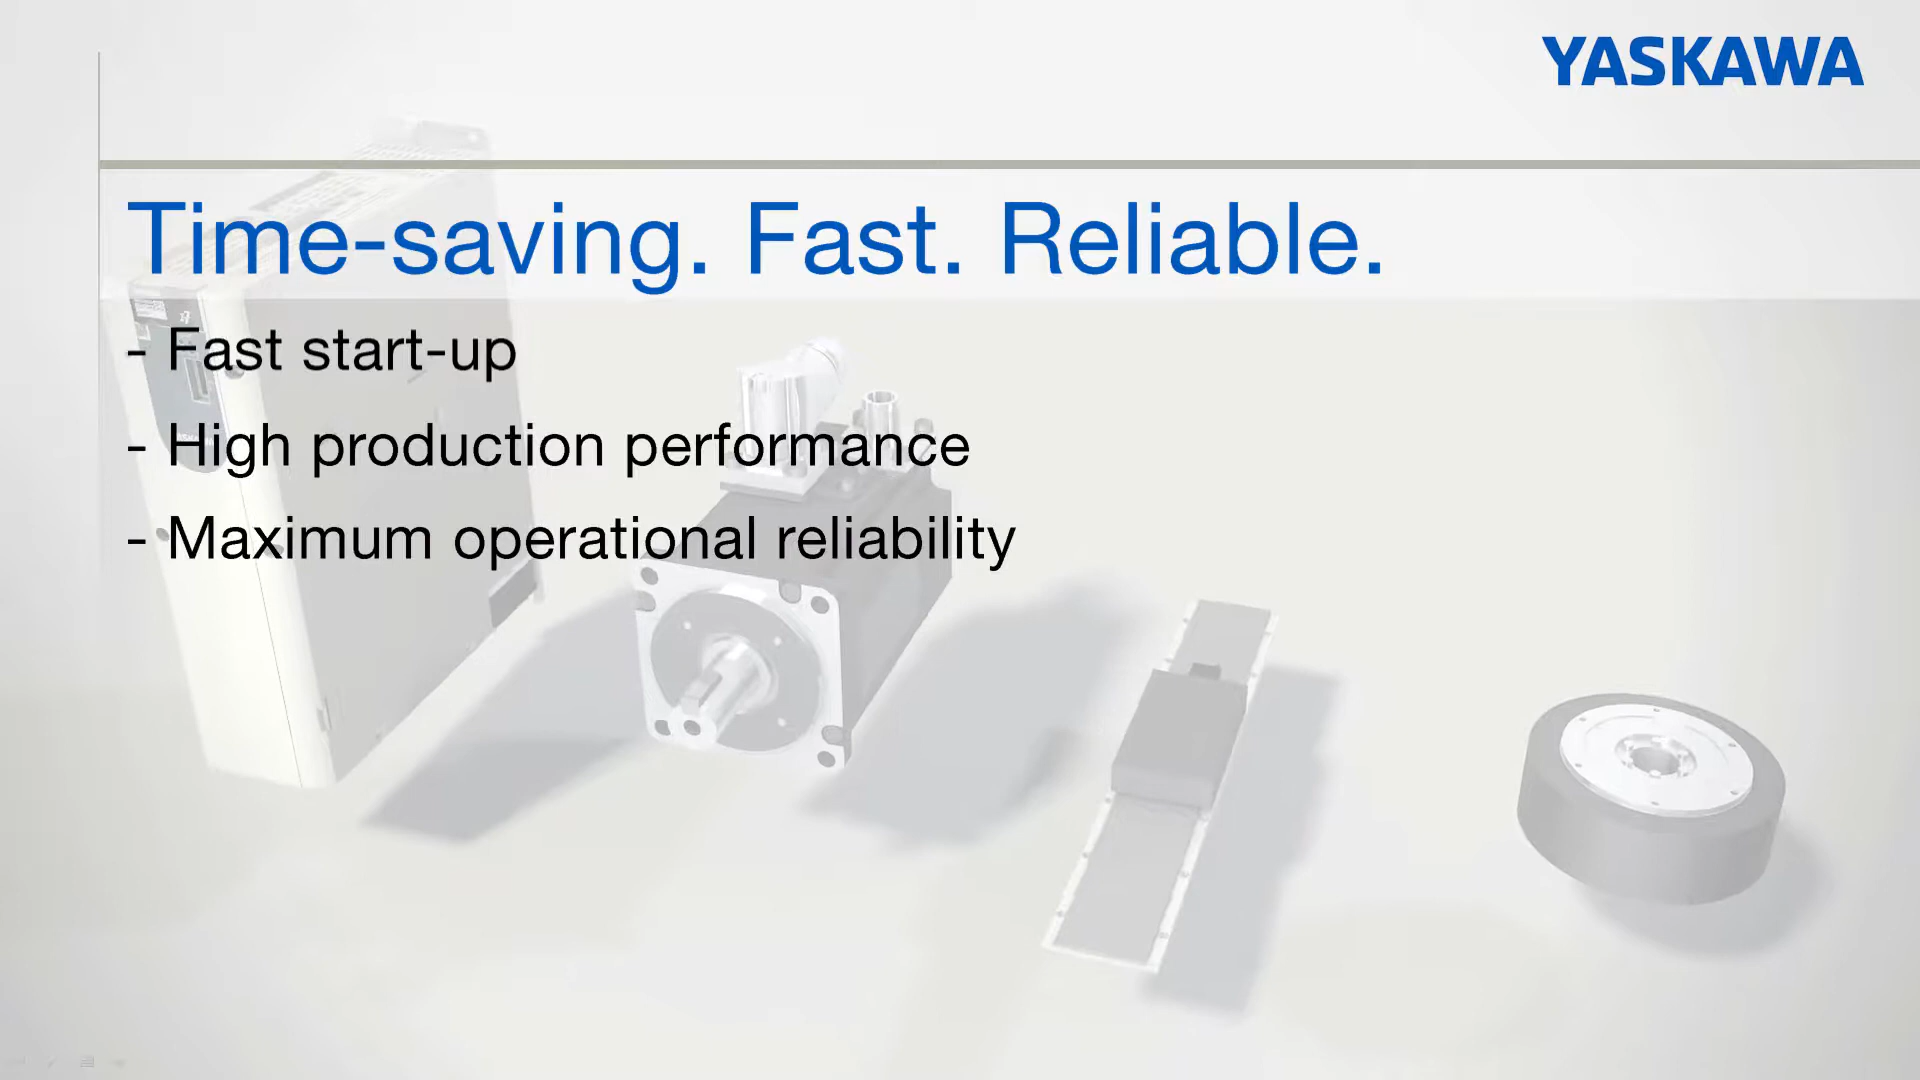 YASKAWA
Time-saving. Fast. Reliable.
- Fast start-up
- High production performance
- Maximum operational reliability